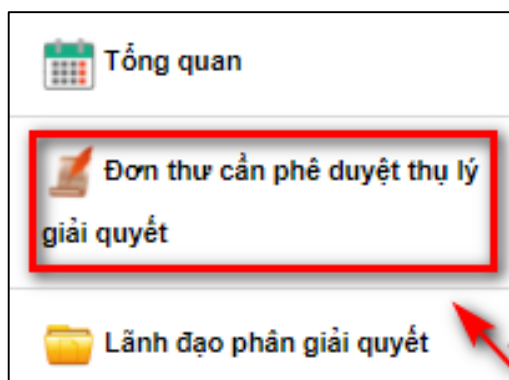 Tổng quan
Đơn thư cần phê duyệt thụ lý
giải quyết
Lãnh đạo phân giải quyết